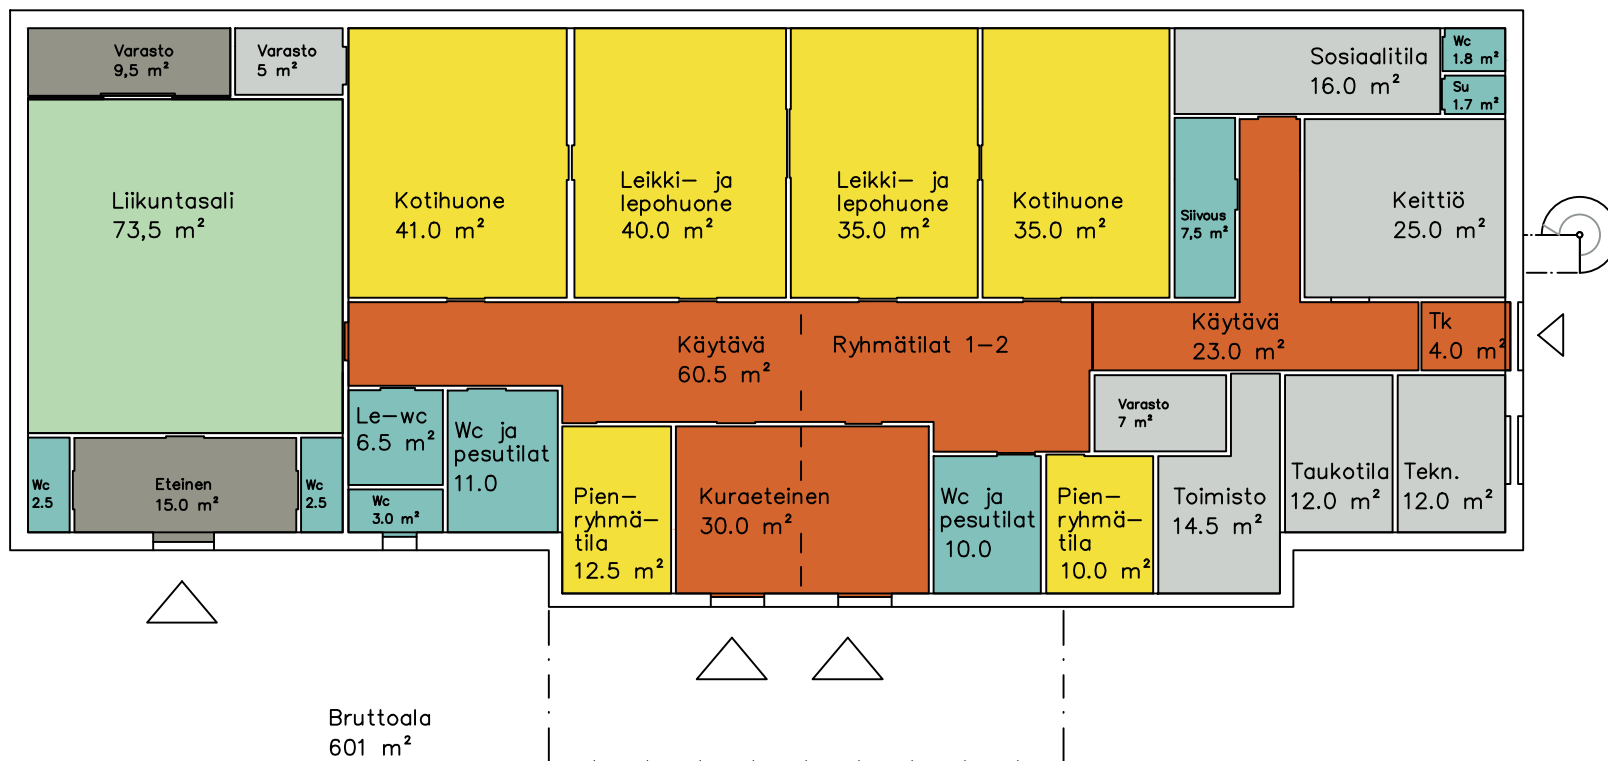 Varasto
9,5 m²
Varasto
5 m²
Sosiaalitila
16.0 m²
Wc
1.8 m²
Su
1.7 m²
Liikuntasali
73,5 m²
Kotihuone
41.0 m²
Leikki- ja
lepohuone
40.0 m²
Leikki- ja
lepohuone
35.0 m²
Kotihuone
35.0 m²
Siivous
7,5 m²
Keittiö
25.0 m²
Käytävä
60.5 m²
Ryhmätilat 1-2
Käytävä
23.0 m²
Tk
4.0 m²
Le-wc
6.5 m²
Wc ja
pesutilat
11.0
Varasto
7 m²
Wc
2.5
Eteinen
15.0 m²
Wc
2.5
Wc
3.0 m²
Pien-
ryhmä-
tila
12.5 m²
Kuraeteinen
30.0 m²
Wc ja
pesutilat
10.0
Pien-
ryhmä-
tila
10.0 m²
Toimisto
14.5 m²
Taukotila
12.0 m²
Tekn.
12.0 m²
Bruttoala
601 m²